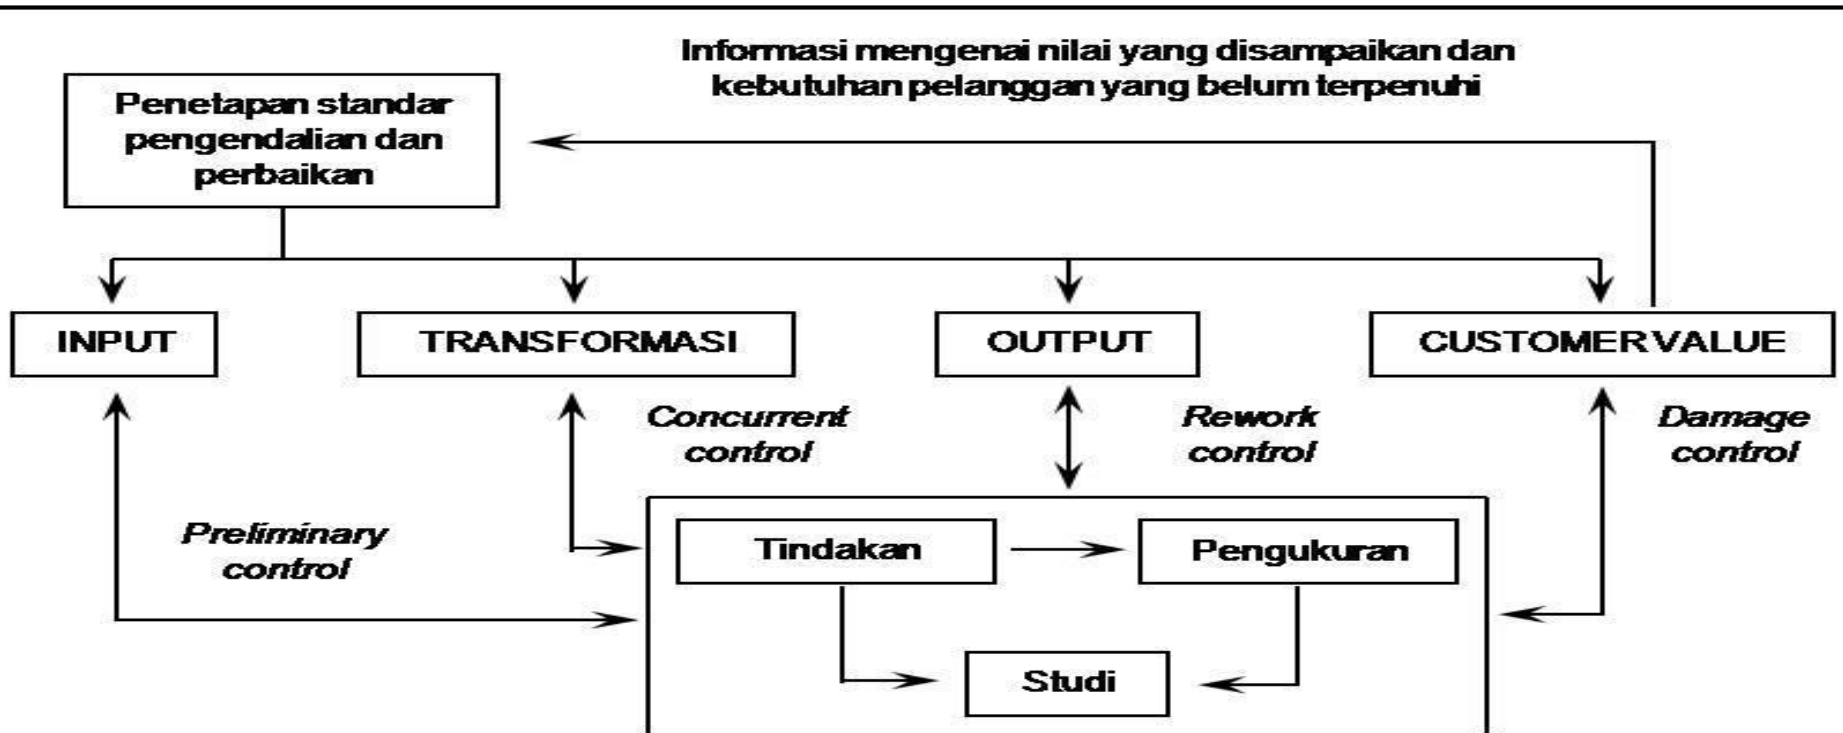 Informasi mengenai nilai yang disampaikan dan
kebutuhan pelanggan yang belum terpenuhi
Penetapan standar
pengendalian dan
perbaikan
INPUT
TRANSFORMASI
OUTPUT
CUSTOMER VALUE
Concurrent
control
Rework
control
Damage
control
Preliminary
control
Tindakan
Pengukuran
Studi